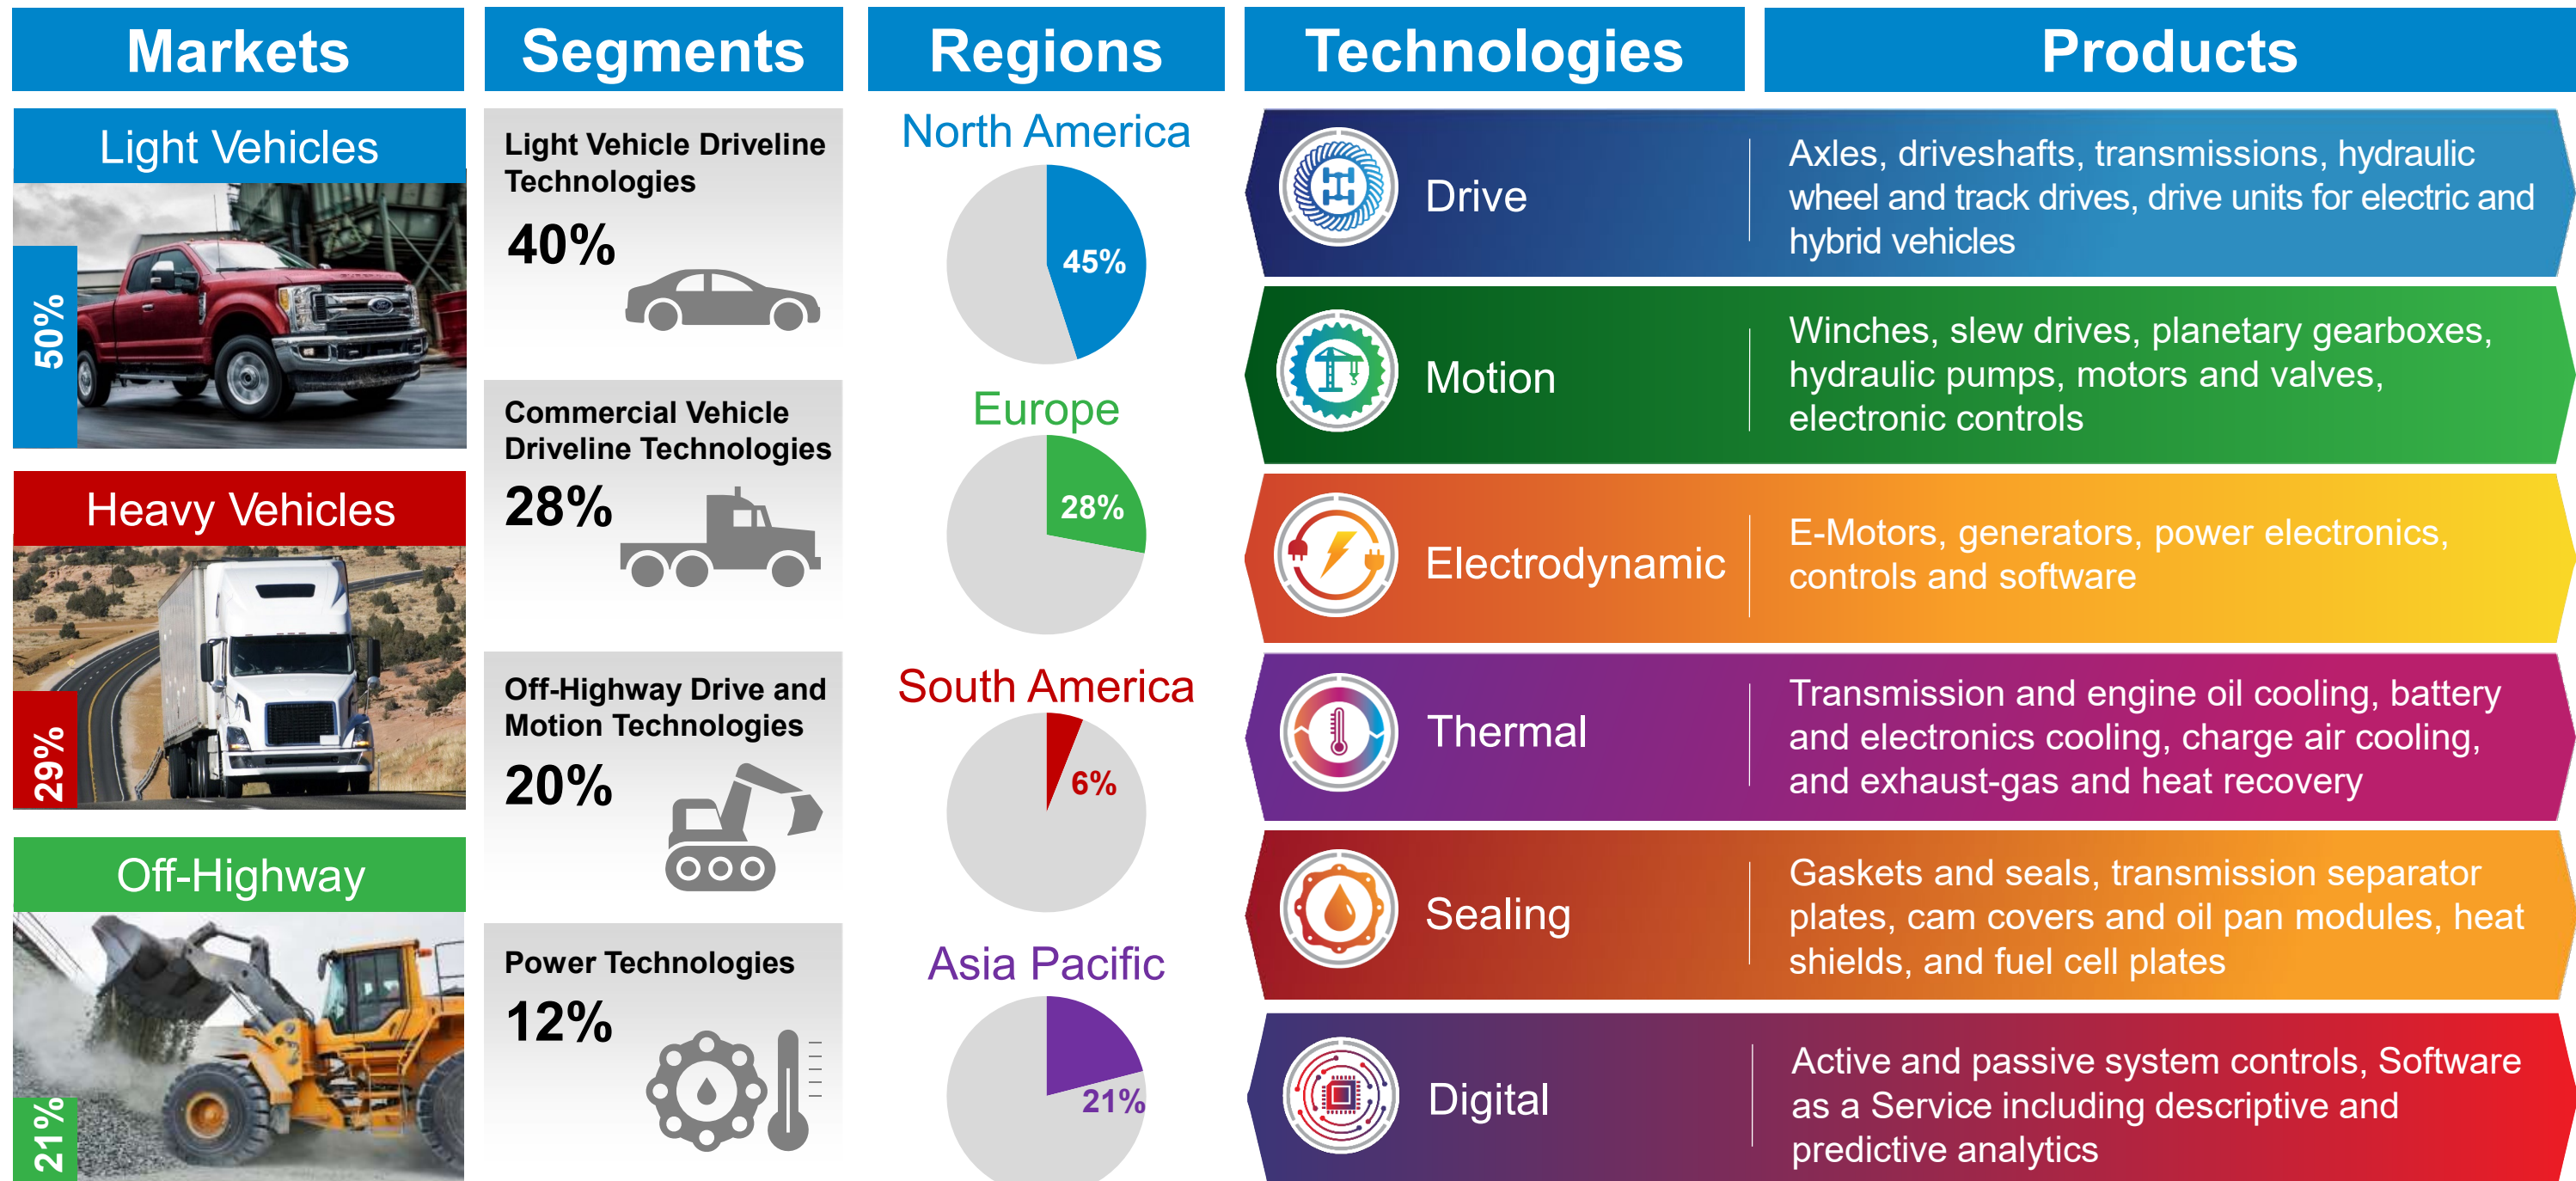 Markets
Segments
Regions
Technologies
Products
Light Vehicles
50%
Heavy Vehicles
29%
Off-Highway
21%
Light Vehicle Driveline
Technologies
40%
Commercial Vehicle
Driveline Technologies
28%
Off-Highway Drive and
Motion Technologies
20%
Power Technologies
12%
North America
45%
Europe
28%
South America
6%
Asia Pacific
21%
Drive
Axles, driveshafts, transmissions, hydraulic
wheel and track drives, drive units for electric and
hybrid vehicles
Motion
Winches, slew drives, planetary gearboxes,
hydraulic pumps, motors and valves,
electronic controls
Electrodynamic
E-Motors, generators, power electronics,
controls and software
Thermal
Transmission and engine oil cooling, battery
and electronics cooling, charge air cooling,
and exhaust-gas and heat recovery
Sealing
Gaskets and seals, transmission separator
plates, cam covers and oil pan modules, heat
shields, and fuel cell plates
Digital
Active and passive system controls, Software
as a Service including descriptive and
predictive analytics